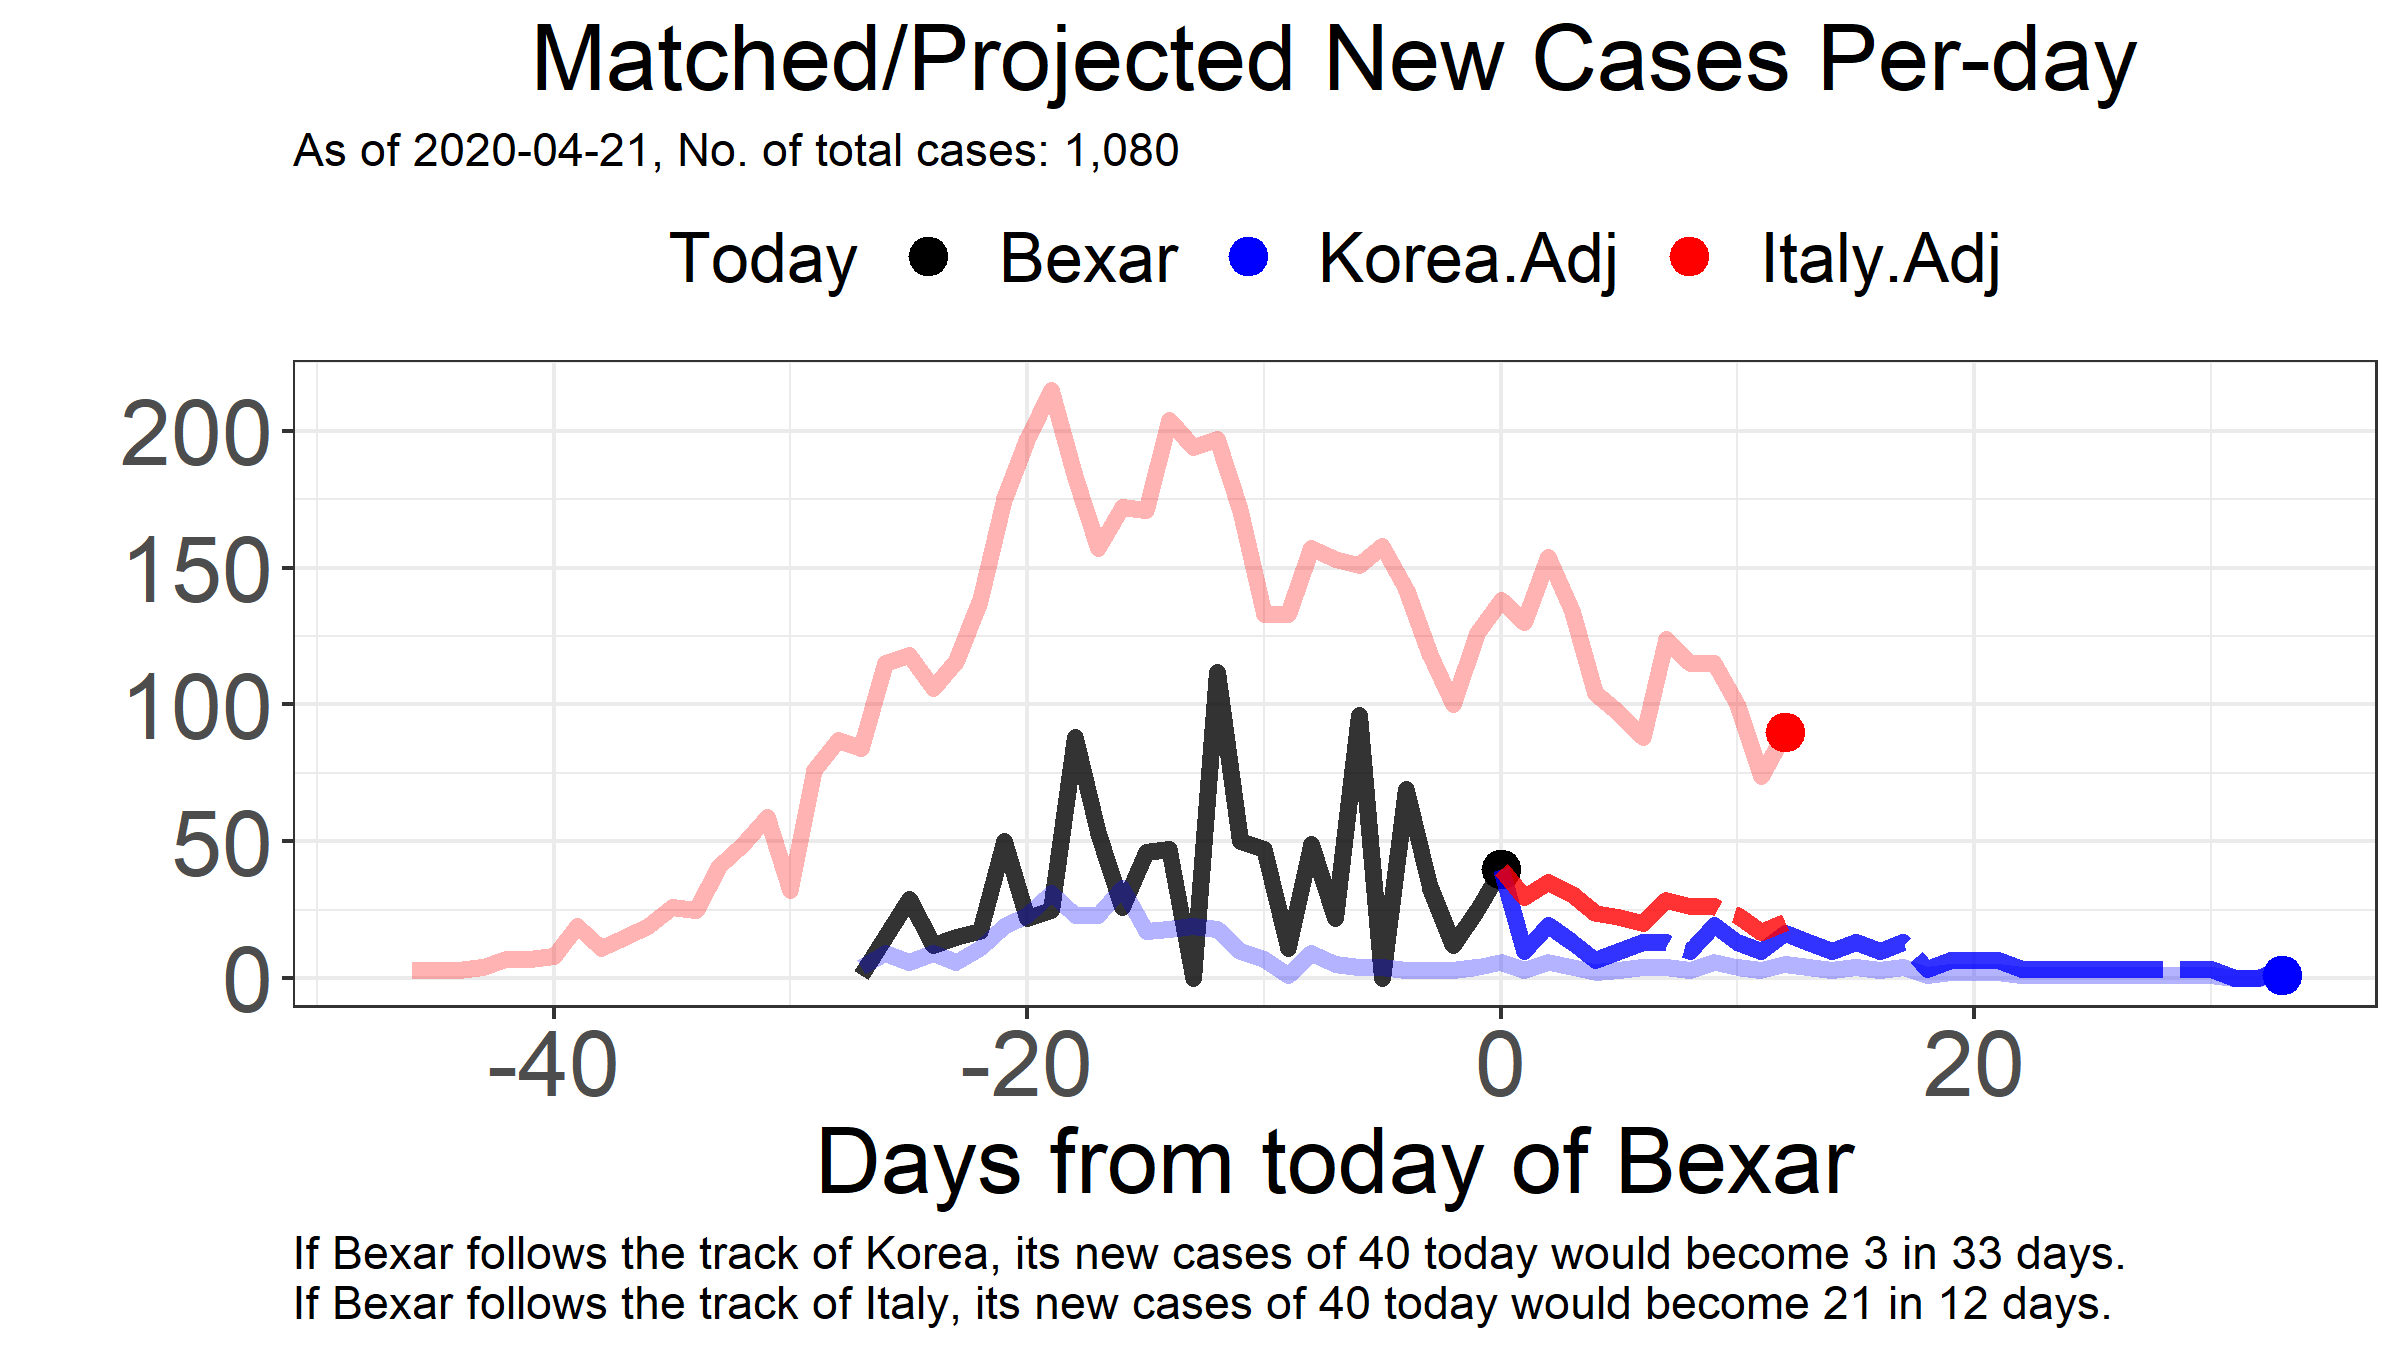 Matched/Projected New Cases Per-day
As of 2020-04-21, No. of total cases: 1,080
Today Bexar Korea.Adj Italy.Adj
200
150
100
50
0
-40 -20 0 20
Days from today of Bexar
If Bexar follows the track of Korea, its new cases of 40 today would become 3 in 33 days.
If Bexar follows the track of Italy, its new cases of 40 today would become 21 in 12 days.